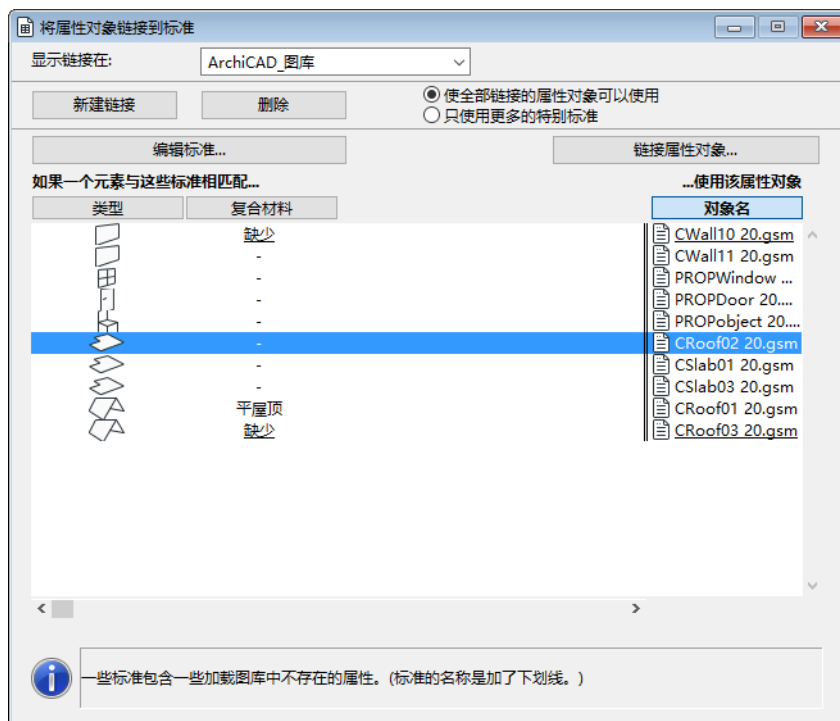 将属性对象链接到标准
显示链接在: ArchiCAD_图库
新建链接 删除 使全部链接的属性对象可以使用
只使用更多的特别标准
编辑标准... 链接属性对象...
如果一个元素与这些标准相匹配... ...使用该属性对象
类型 复合材料 对象名
缺少 CWall10 20.gsm
- CWall11 20.gsm
- PROPWindow ...
- PROPDoor 20....
- PROPobject 20....
- CRoof02 20.gsm
- CSlab01 20.gsm
- CSlab03 20.gsm
平屋顶 CRoof01 20.gsm
缺少 CRoof03 20.gsm
一些标准包含一些加载图库中不存在的属性。(标准的名称是加了下划线。)